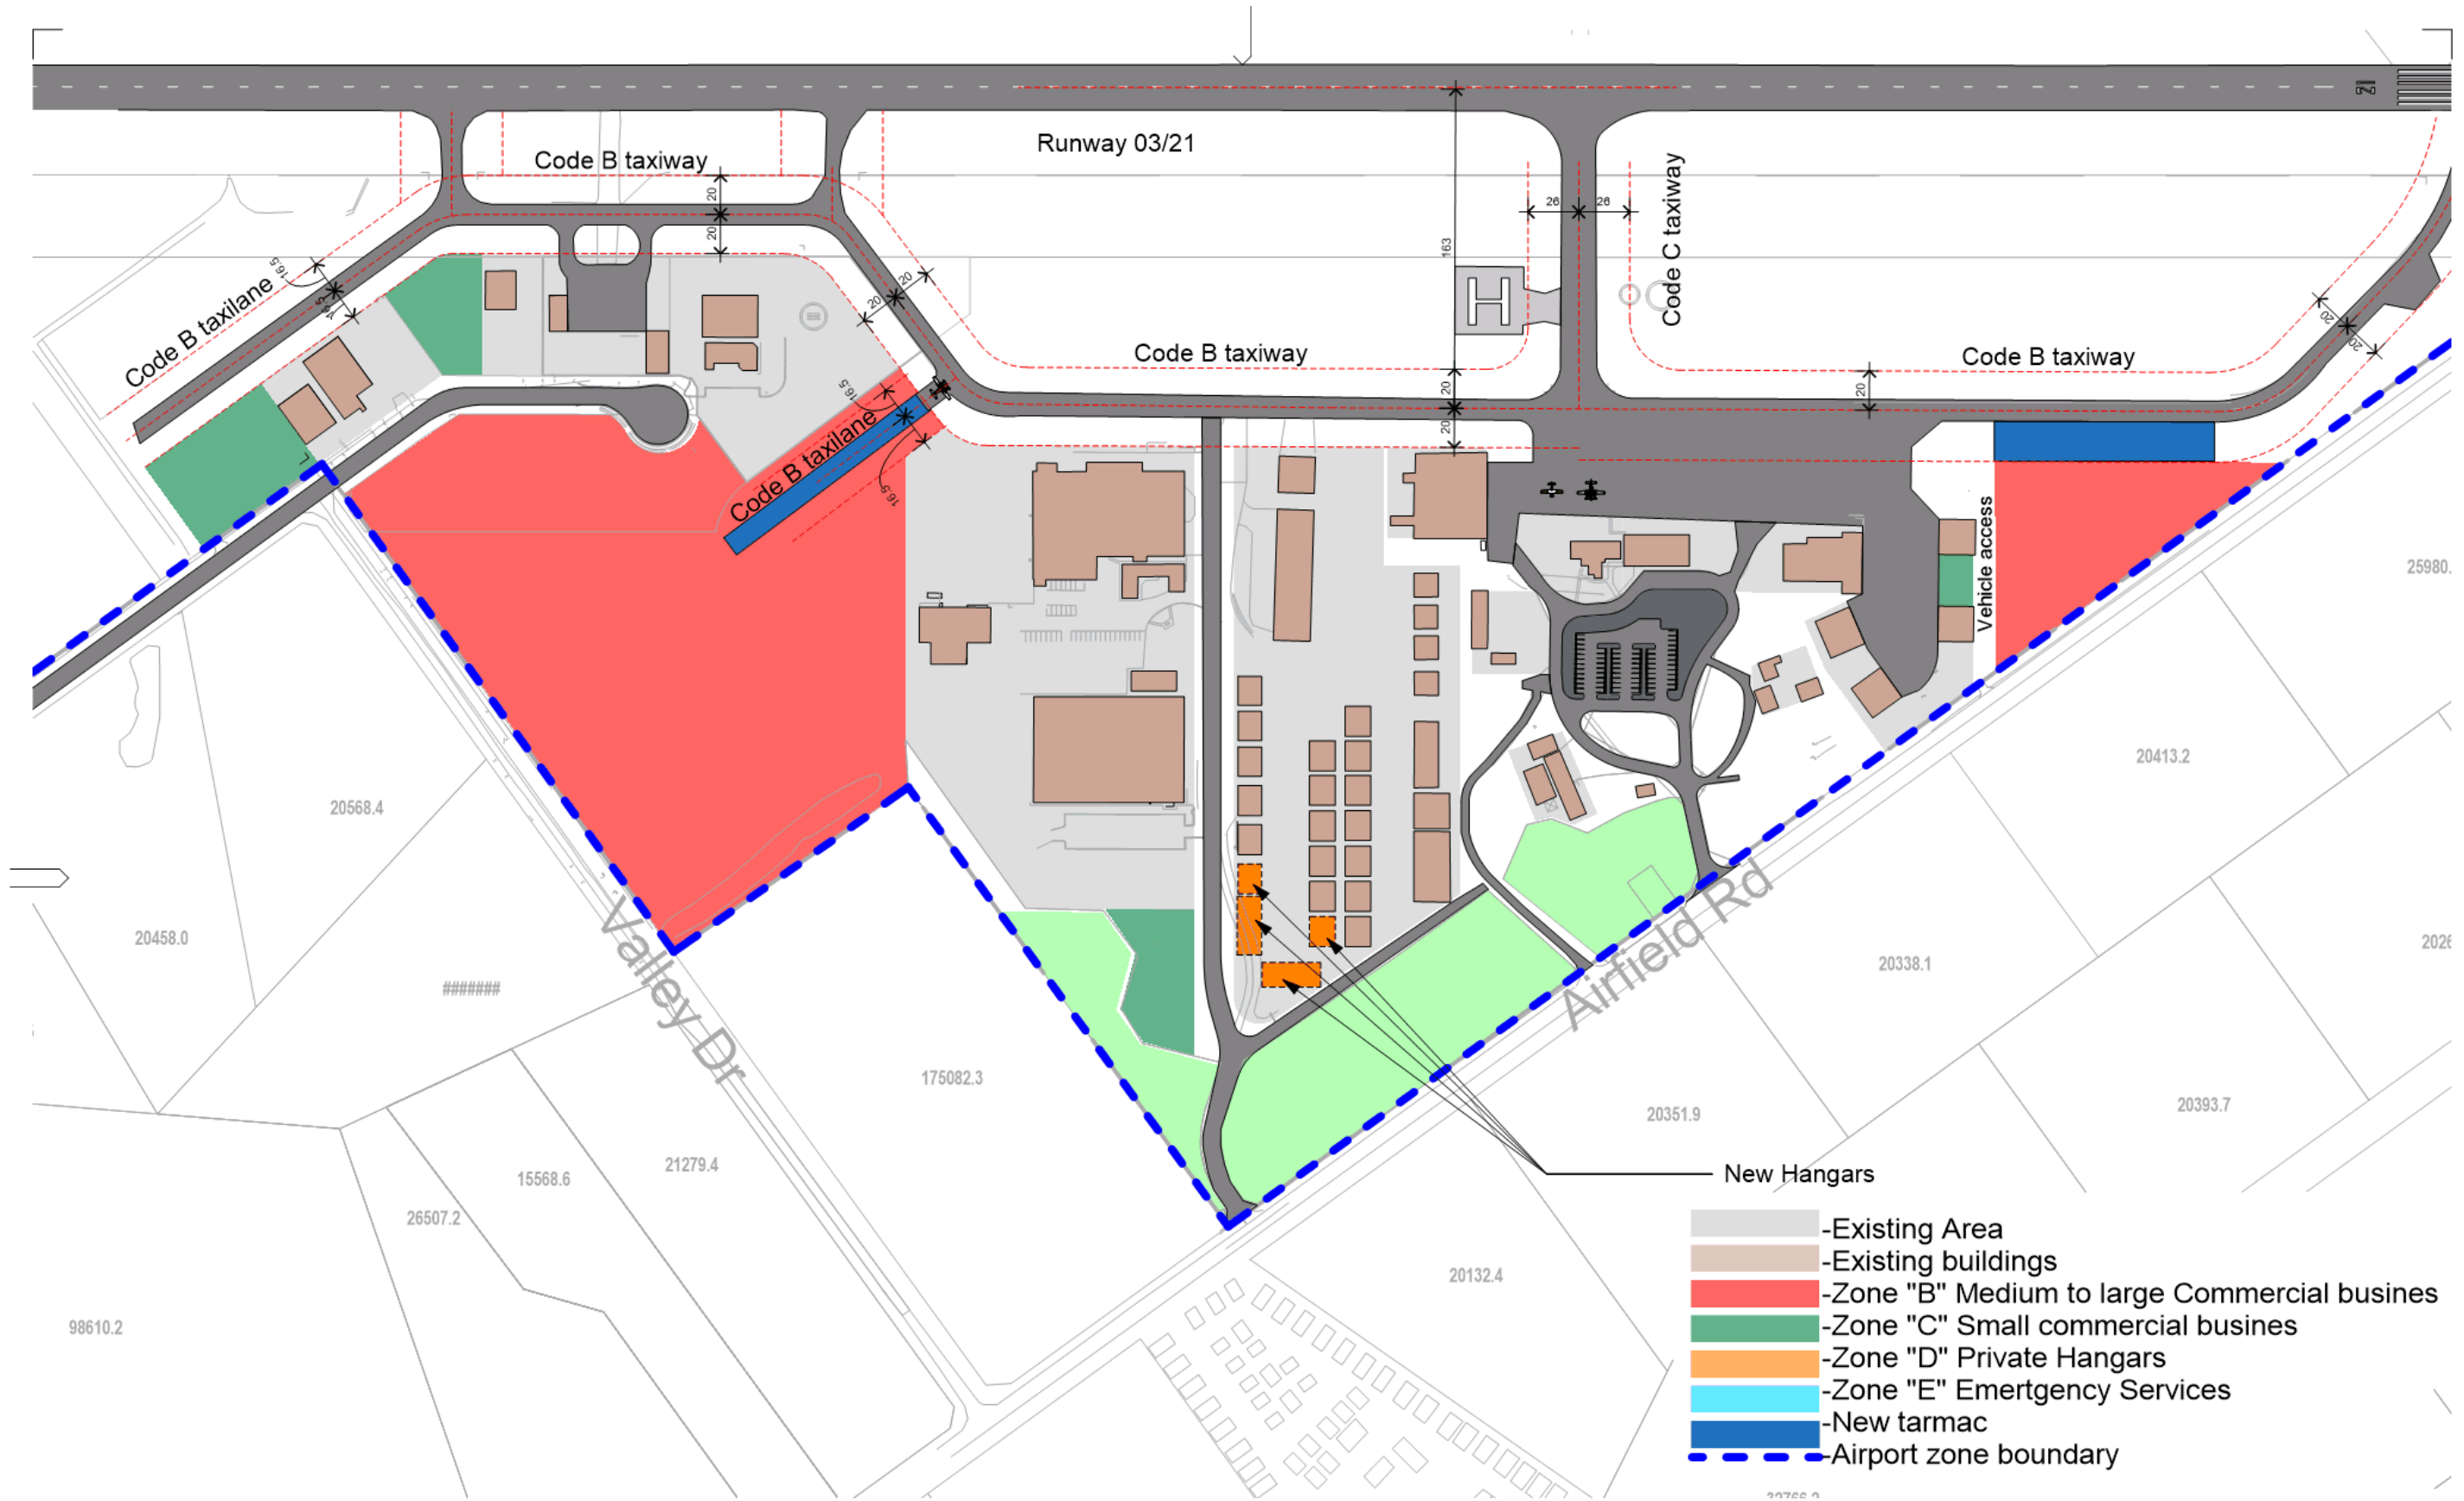 21
Runway 03/21
Code B taxiway
20
20
26
26
Code C taxiway
163
Code B taxilane
16.5
16.5
20
20
H
20
20
Code B taxiway
20
20
Code B taxiway
20
16.5
Code B taxilane
16.5
Vehicle access
25980.
20413.2
20568.4
20458.0
#######
Valley Dr
Airfield Rd
20338.1
175082.3
20351.9
20393.7
21279.4
15568.6
26507.2
New Hangars
20132.4
98610.2
-Existing Area
-Existing buildings
-Zone "B" Medium to large Commercial busines
-Zone "C" Small commercial busines
-Zone "D" Private Hangars
-Zone "E" Emertgency Services
-New tarmac
-Airport zone boundary